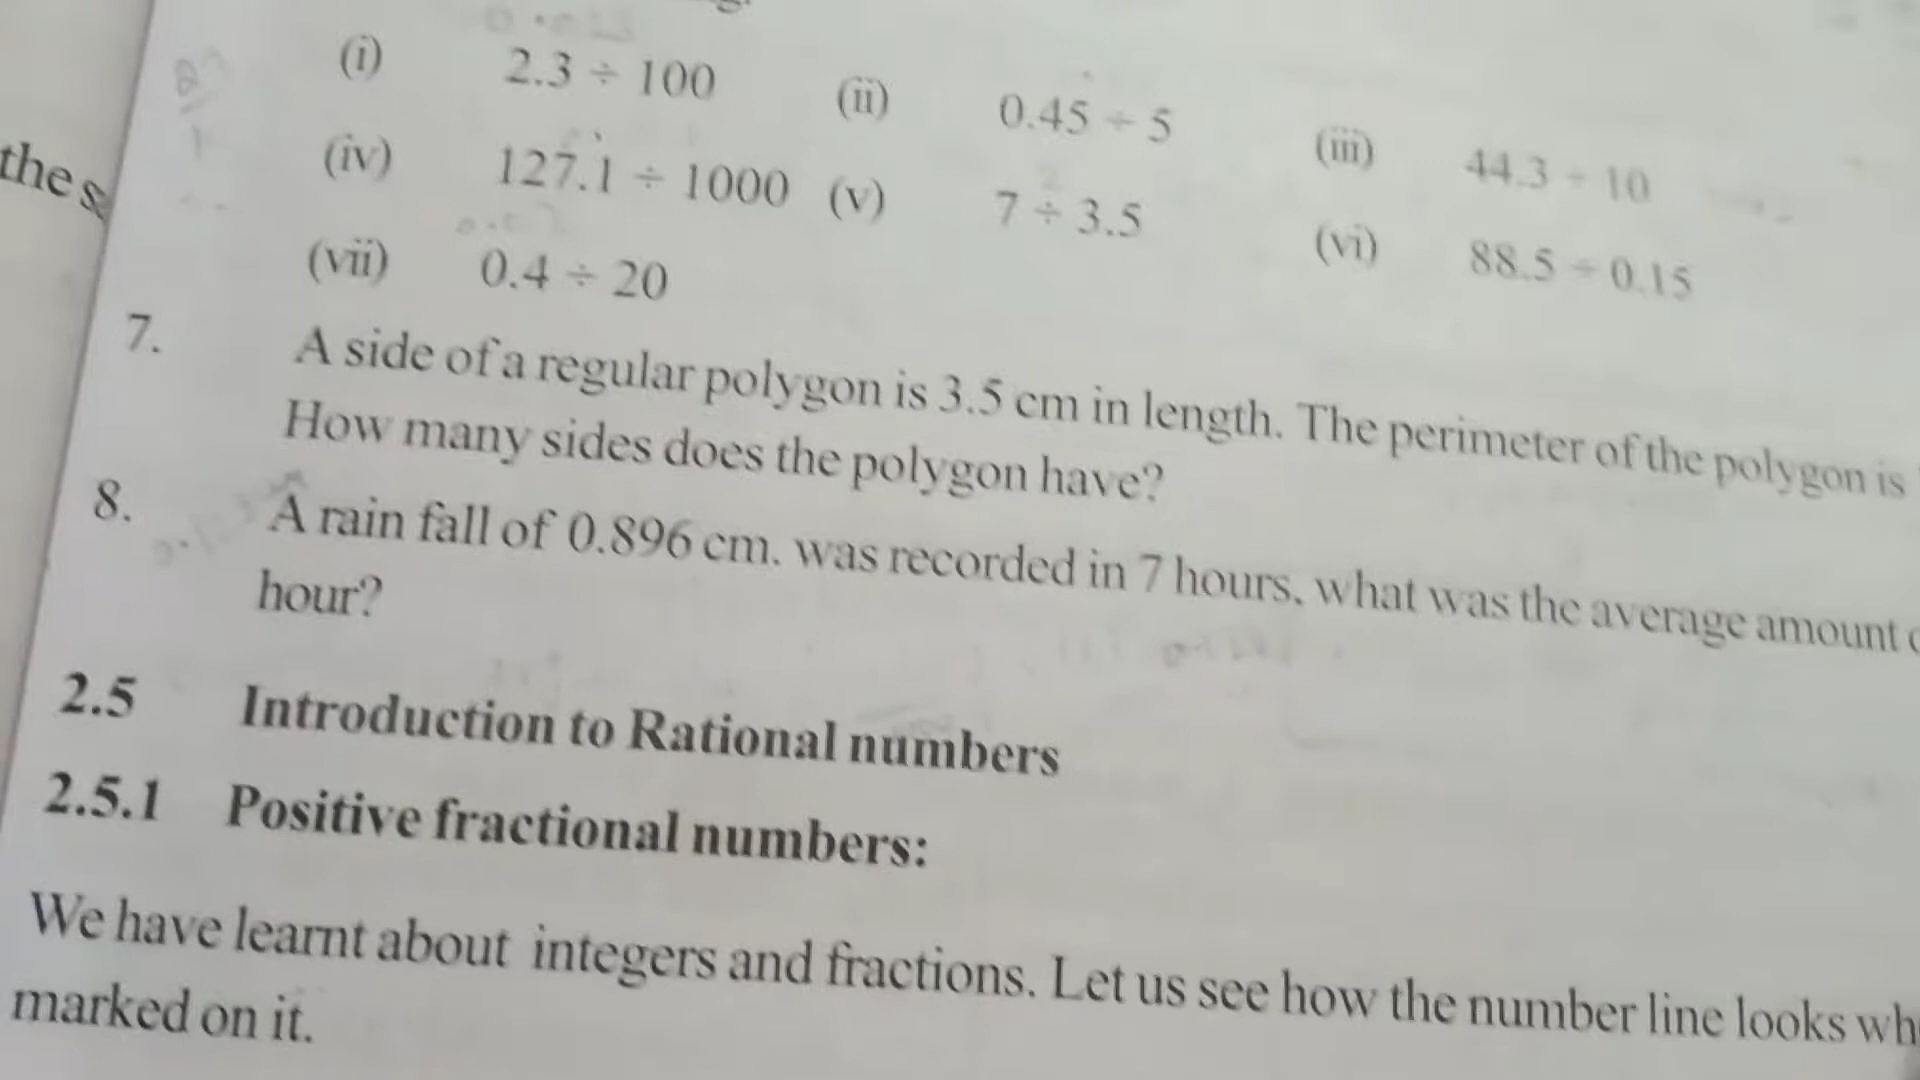 (i) 2.3 ÷ 100 (ii) 0.45 ÷ 5 (iii) 44.3 ÷ 10
(iv) 127.1 ÷ 1000 (v) 7 ÷ 3.5 (vi) 88.5 ÷ 0.15
(vii) 0.4 ÷ 20
the
7. A side of a regular polygon is 3.5 cm in length. The perimeter of the polygon is
How many sides does the polygon have?
8. A rain fall of 0.896 cm. was recorded in 7 hours, what was the average amount
hour?
2.5 Introduction to Rational numbers
2.5.1 Positive fractional numbers:
We have learnt about integers and fractions. Let us see how the number line looks wh
marked on it.